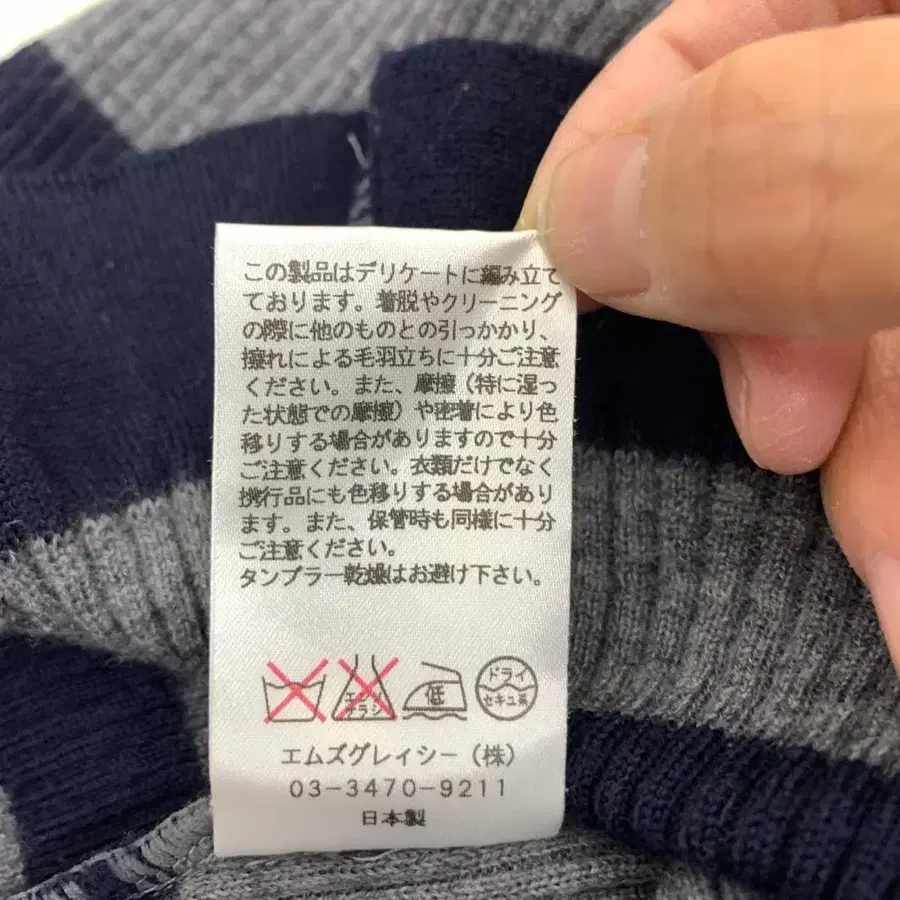 この製品はデリケートに編み立て
ております。着脱やクリーニング
の際に他のものとの引っかかり、
擦れによる毛羽立ちに十分ご注意
ください。また、摩擦（特に湿っ
た状態での摩擦）や密着により色
移りする場合がありますので十分
ご注意ください。衣類だけでなく
携行品にも色移りする場合があり
ます。また、保管時も同様に十分
ご注意ください。
タンブラー乾燥はお避け下さい。
エンソ
チラシ
低
ドライ
セキユ系
エムズグレイシー（株）
03-3470-9211
日本製